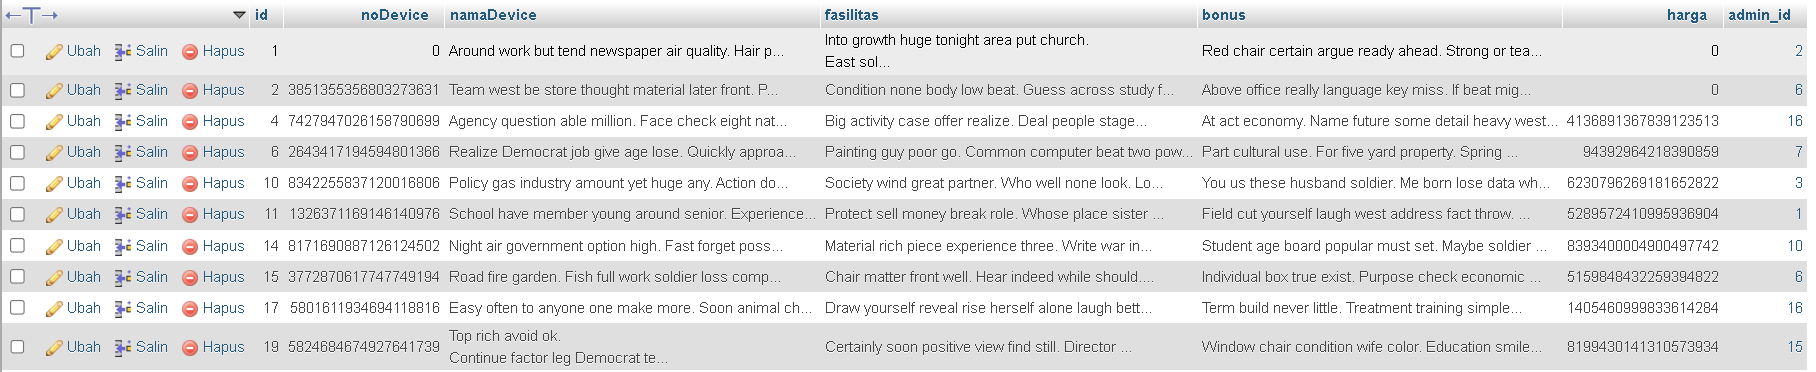 id noDevice namaDevice fasilitas bonus harga admin_id
Ubah Salin Hapus 1 0 Around work but tend newspaper air quality. Hair p... Into growth huge tonight area put church. East sol... Red chair certain argue ready ahead. Strong or tea... 0 2
Ubah Salin Hapus 2 3851355356803273631 Team west be store thought material later front. P... Condition none body low beat. Guess across study f... Above office really language key miss. If beat mig... 0 6
Ubah Salin Hapus 4 7427947026158790699 Agency question able million. Face check eight nat... Big activity case offer realize. Deal people stage... At act economy. Name future some detail heavy west... 4136891367839123513 16
Ubah Salin Hapus 6 2643417194594801366 Realize Democrat job give age lose. Quickly approa... Painting guy poor go. Common computer beat two pow... Part cultural use. For five yard property. Spring ... 943929642183908​59 7
Ubah Salin Hapus 10 8342255837120016806 Policy gas industry amount yet huge any. Action do... Society wind great partner. Who well none look. Lo... You us these husband soldier. Me born lose data wh... 6230796269181652822 3
Ubah Salin Hapus 11 1326371169146140976 School have member young around senior. Experience... Protect sell money break role. Whose place sister ... Field cut yourself laugh west address fact throw. ... 5289572410995936904 1
Ubah Salin Hapus 14 8171690887126124502 Night air government option high. Fast forget poss... Material rich piece experience three. Write war in... Student age board popular must set. Maybe soldier ... 8393400004900497742 10
Ubah Salin Hapus 15 3772870617747749194 Road fire garden. Fish full work soldier loss comp... Chair matter front well. Hear indeed while should.... Individual box true exist. Purpose check economic ... 5159848432259394822 6
Ubah Salin Hapus 17 5801611934694118816 Easy often to anyone one make more. Soon animal ch... Draw yourself reveal rise herself alone laugh bett... Term build never little. Treatment training simple... 1405460999833614284 16
Ubah Salin Hapus 19 5824684674927641739 Top rich avoid ok. Continue factor leg Democrat te... Certainly soon positive view find still. Director ... Window chair condition wife color. Education smile... 8199430141310573934 15